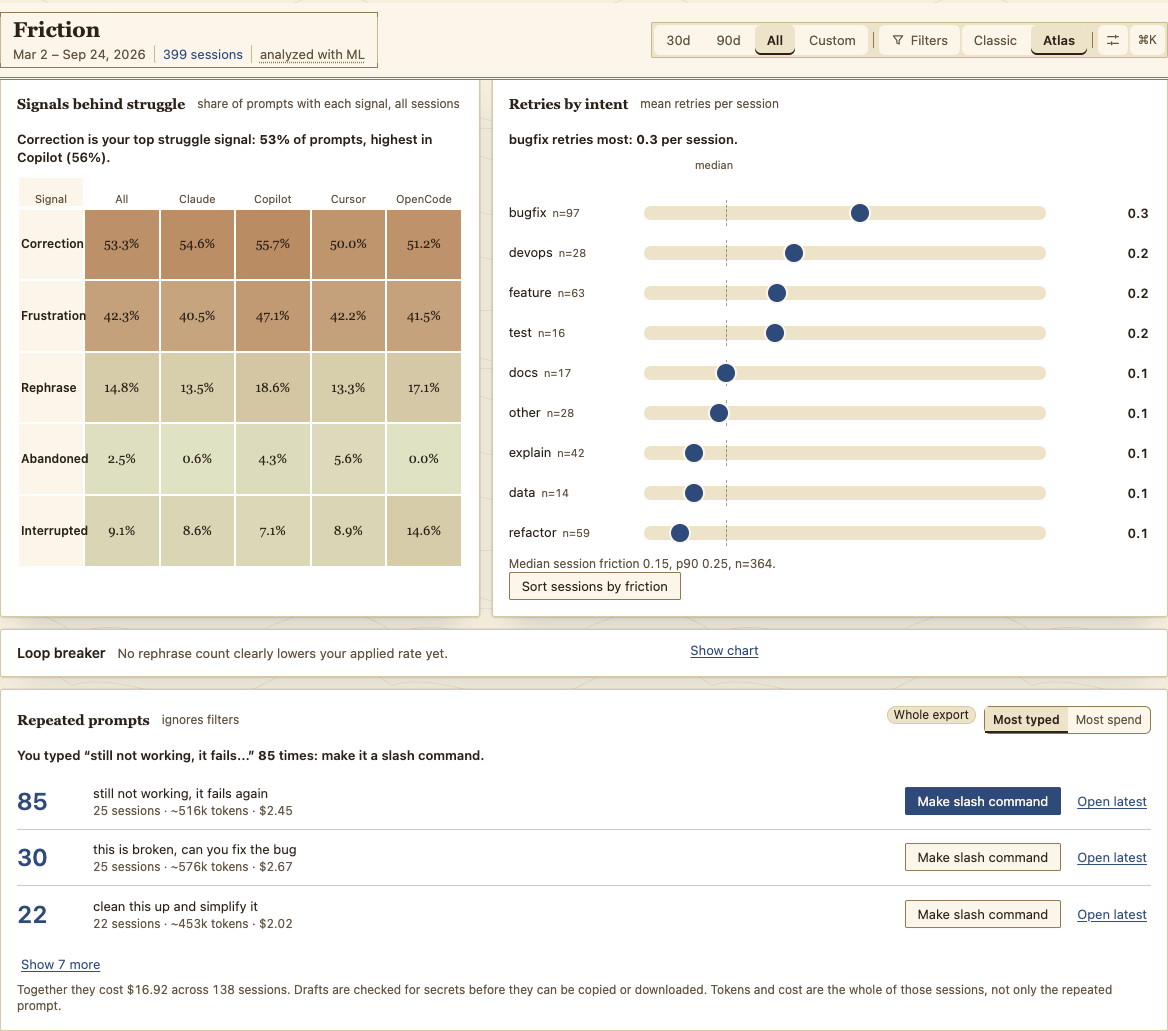 Friction
Mar 2 – Sep 24, 2026 399 sessions analyzed with ML
30d 90d All Custom Filters Classic Atlas ⌘K
Signals behind struggle share of prompts with each signal, all sessions
Correction is your top struggle signal: 53% of prompts, highest in
Copilot (56%).
Signal All Claude Copilot Cursor OpenCode
Correction 53.3% 54.6% 55.7% 50.0% 51.2%
Frustration 42.3% 40.5% 47.1% 42.2% 41.5%
Rephrase 14.8% 13.5% 18.6% 13.3% 17.1%
Abandoned 2.5% 0.6% 4.3% 5.6% 0.0%
Interrupted 9.1% 8.6% 7.1% 8.9% 14.6%
Retries by intent mean retries per session
bugfix retries most: 0.3 per session.
median
bugfix n=97 0.3
devops n=28 0.2
feature n=63 0.2
test n=16 0.2
docs n=17 0.1
other n=28 0.1
explain n=42 0.1
data n=14 0.1
refactor n=59 0.1
Median session friction 0.15, p90 0.25, n=364.
Sort sessions by friction
Loop breaker No rephrase count clearly lowers your applied rate yet. Show chart
Repeated prompts ignores filters Whole export Most typed Most spend
You typed “still not working, it fails…” 85 times: make it a slash command.
85 still not working, it fails again Make slash command Open latest
25 sessions · ~516k tokens · $2.45
30 this is broken, can you fix the bug Make slash command Open latest
25 sessions · ~576k tokens · $2.67
22 clean this up and simplify it Make slash command Open latest
22 sessions · ~453k tokens · $2.02
Show 7 more
Together they cost $16.92 across 138 sessions. Drafts are checked for secrets before they can be copied or downloaded. Tokens and cost are the whole of those sessions, not only the repeated
prompt.